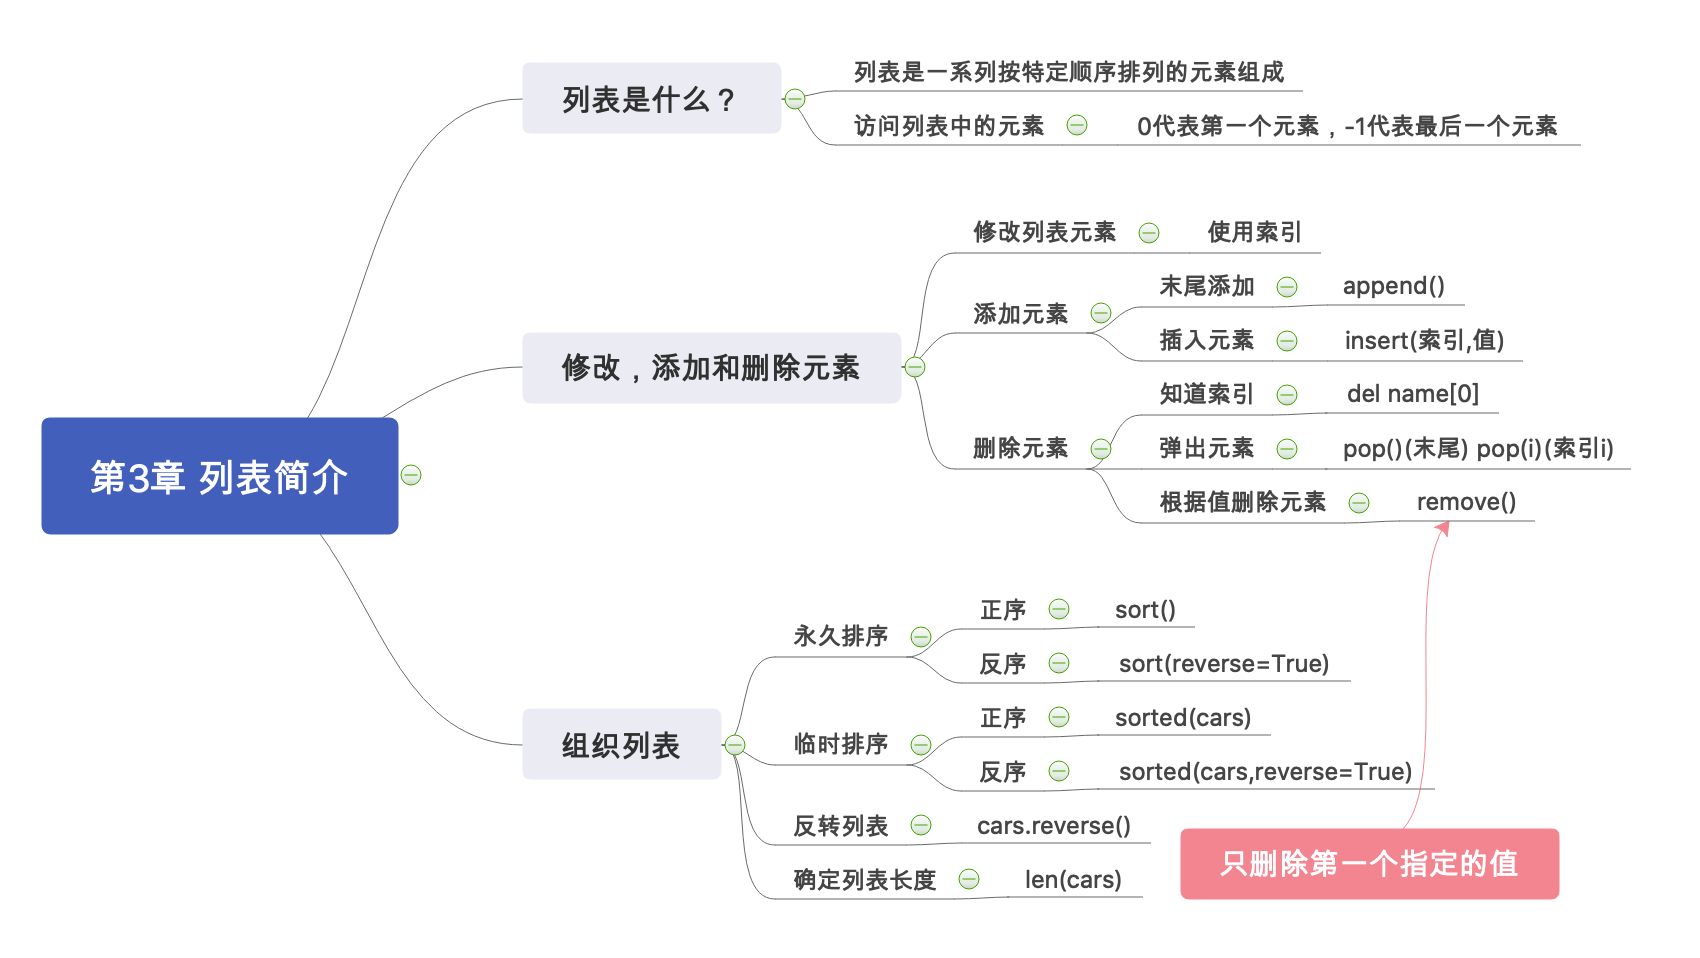 第3章 列表简介
列表是什么？
列表是一系列按特定顺序排列的元素组成
访问列表中的元素
0代表第一个元素，-1代表最后一个元素
修改，添加和删除元素
修改列表元素
使用索引
添加元素
末尾添加
append()
插入元素
insert(索引,值)
删除元素
知道索引
del name[0]
弹出元素
pop()(末尾) pop(i)(索引i)
根据值删除元素
remove()
组织列表
永久排序
正序
sort()
反序
sort(reverse=True)
临时排序
正序
sorted(cars)
反序
sorted(cars,reverse=True)
反转列表
cars.reverse()
确定列表长度
len(cars)
只删除第一个指定的值